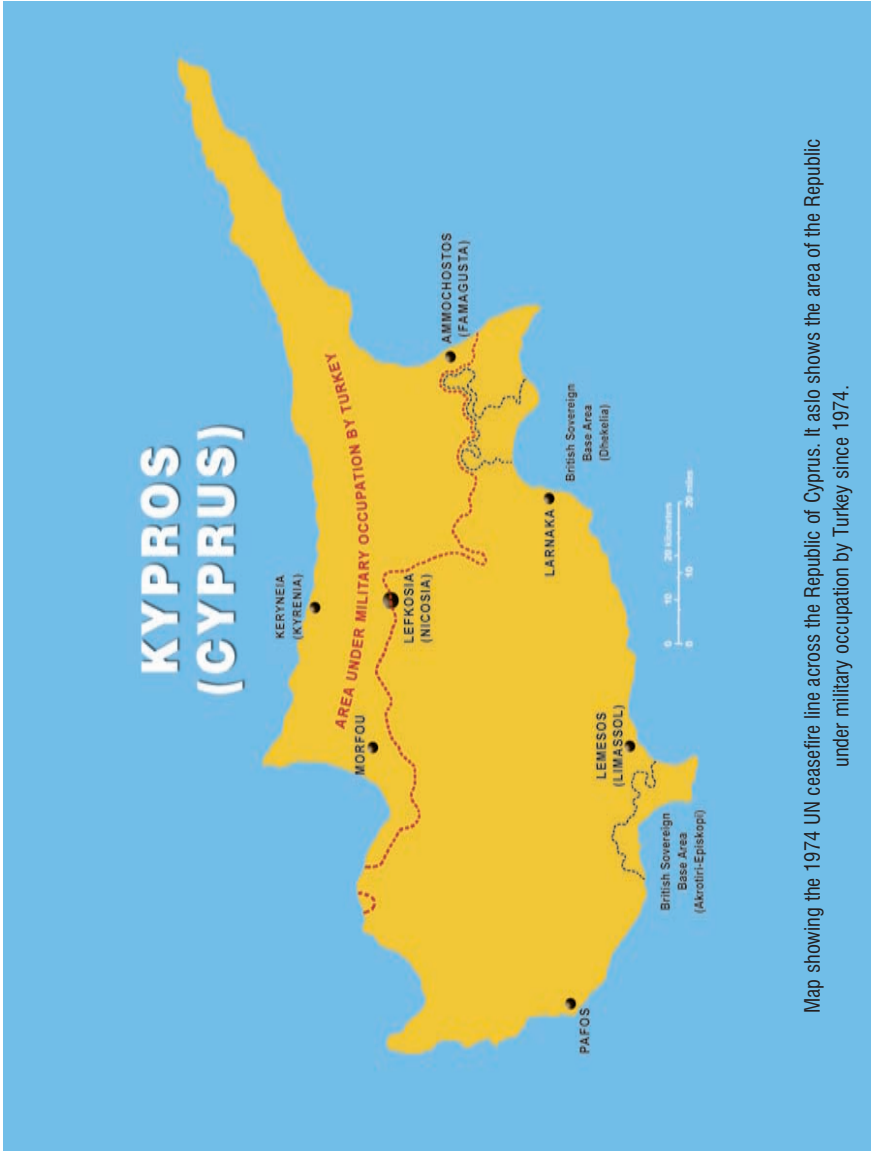 KYPROS
(CYPRUS)
KERYNEIA
(KYRENIA)
AREA UNDER MILITARY OCCUPATION BY TURKEY
MORFOU
LEFKOSIA
(NICOSIA)
AMMOCHOSTOS
(FAMAGUSTA)
LARNAKA
British Sovereign
Base Area
(Dhekelia)
LEMESOS
(LIMASSOL)
British Sovereign
Base Area
(Akrotiri-Episkopi)
PAFOS
0 10 20 kilometers
0 10 20 miles
Map showing the 1974 UN ceasefire line across the Republic of Cyprus. It aslo shows the area of the Republic
under military occupation by Turkey since 1974.